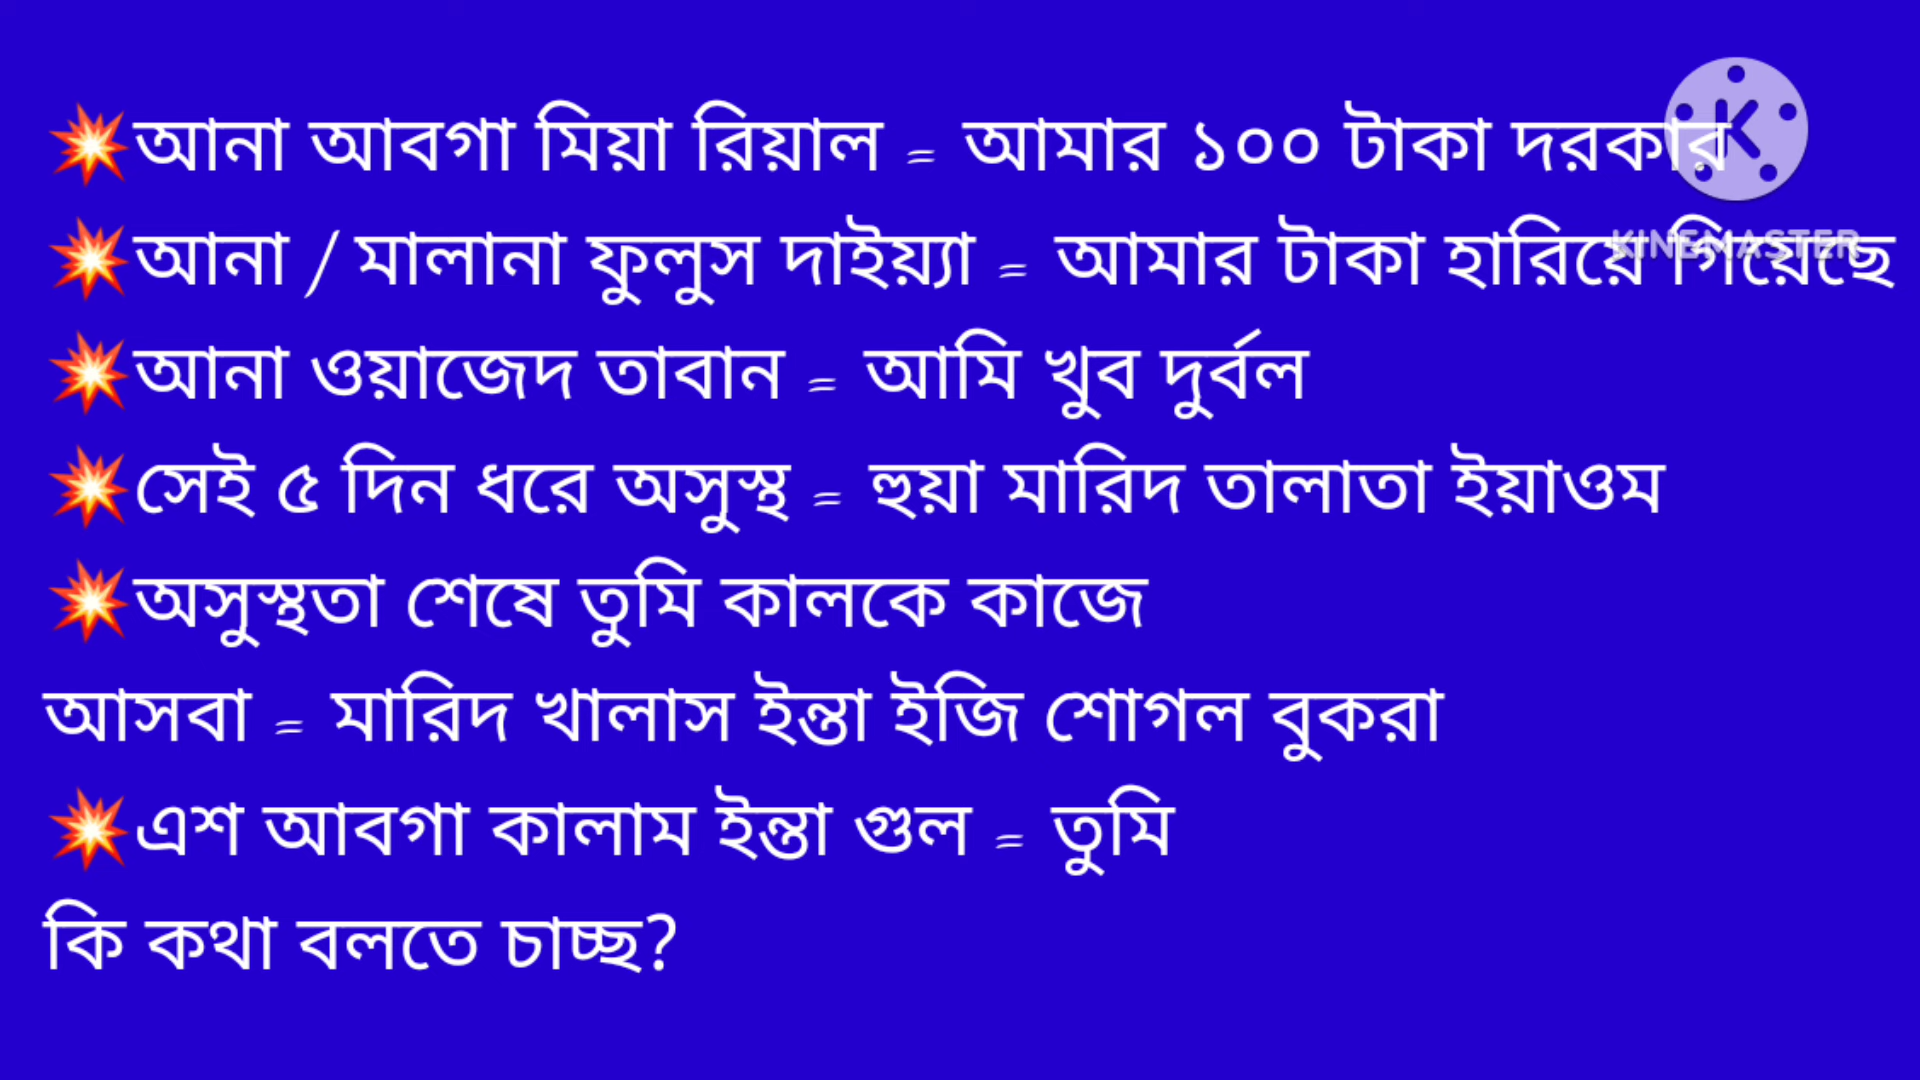 💥আনা আবগা মিয়া রিয়াল = আমার ১০০ টাকা দরকার
💥আনা / মালানা ফুলুস দাইয়্যা = আমার টাকা হারিয়ে গিয়েছে
💥আনা ওয়াজেদ তাবান = আমি খুব দুর্বল
💥সেই ৫ দিন ধরে অসুস্থ = হুয়া মারিদ তালাতা ইয়াওম
💥অসুস্থতা শেষে তুমি কালকে কাজে
আসবা = মারিদ খালাস ইন্তা ইজি শোগল বুকরা
💥এশ আবগা কালাম ইন্তা গুল = তুমি
কি কথা বলতে চাচ্ছ?
K
KINEMASTER